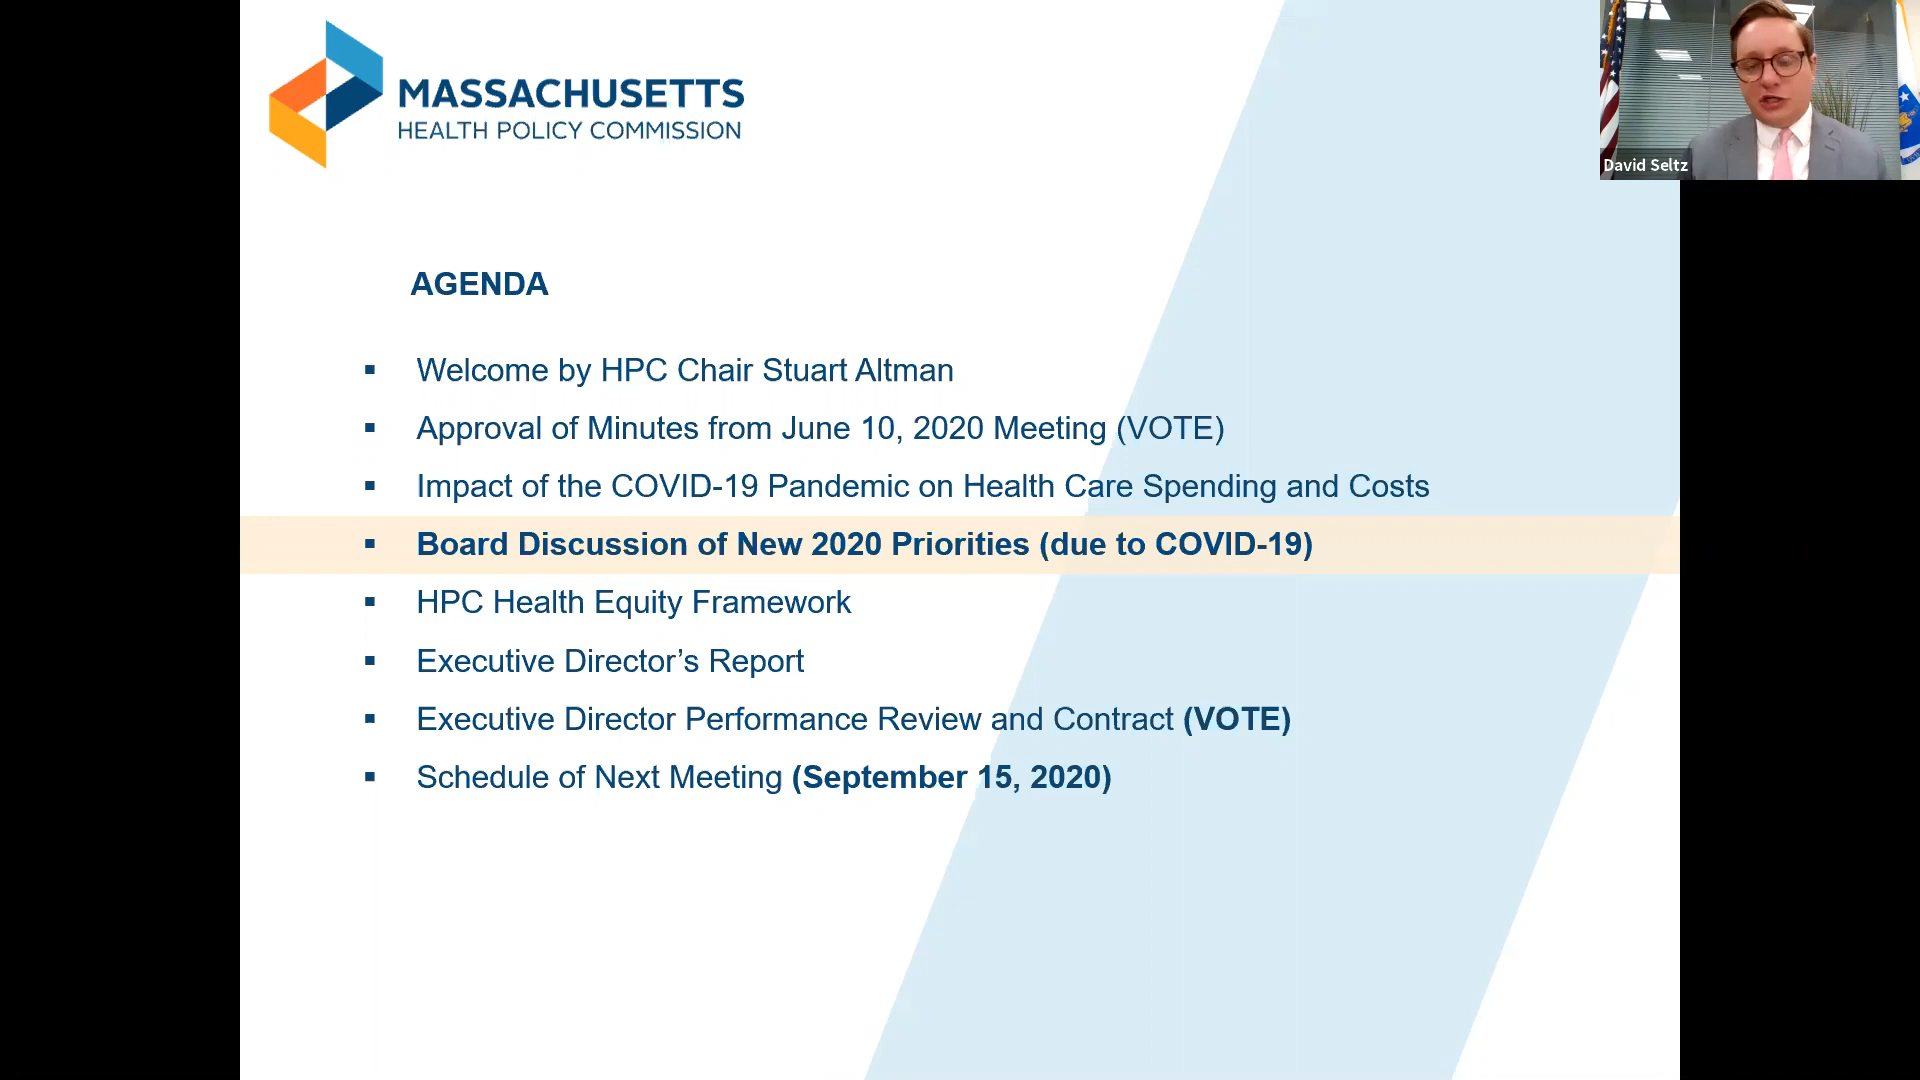 MASSACHUSETTS
HEALTH POLICY COMMISSION
David Seltz
AGENDA
▪ Welcome by HPC Chair Stuart Altman
▪ Approval of Minutes from June 10, 2020 Meeting (VOTE)
▪ Impact of the COVID-19 Pandemic on Health Care Spending and Costs
▪ Board Discussion of New 2020 Priorities (due to COVID-19)
▪ HPC Health Equity Framework
▪ Executive Director’s Report
▪ Executive Director Performance Review and Contract (VOTE)
▪ Schedule of Next Meeting (September 15, 2020)